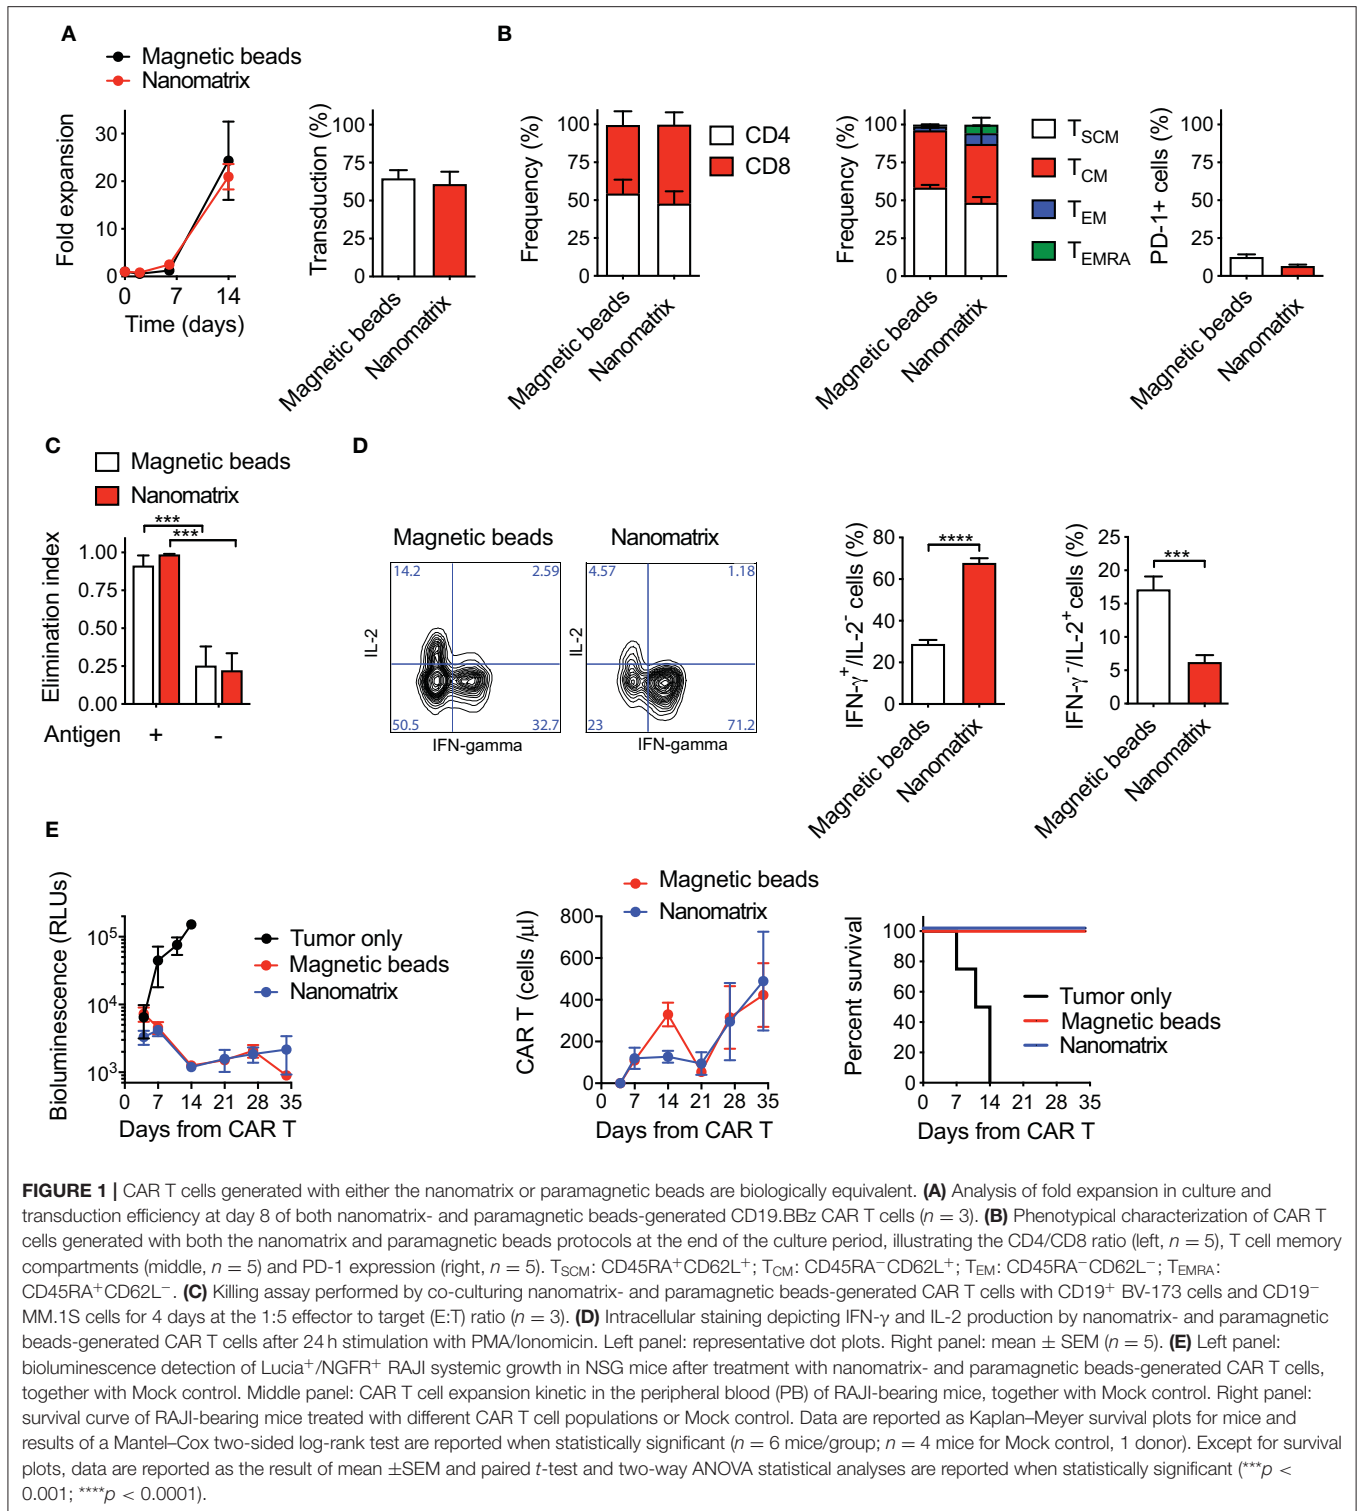 A
Magnetic beads
Nanomatrix
Fold expansion
30
20
10
0
0 7 14
Time (days)
Transduction (%)
100
75
50
25
0
Magnetic beads
Nanomatrix
B
Frequency (%)
100
75
50
25
0
Magnetic beads
Nanomatrix
CD4
CD8
Frequency (%)
100
75
50
25
0
Magnetic beads
Nanomatrix
TSCM
TCM
TEM
TEMRA
PD-1+ cells (%)
100
75
50
25
0
Magnetic beads
Nanomatrix
C
Magnetic beads
Nanomatrix
*** 
***
Elimination index
1.00
0.75
0.50
0.25
0.00
Antigen + -
D
Magnetic beads
14.2 2.59
50.5 32.7
IL-2
IFN-gamma
Nanomatrix
4.57 1.18
23 71.2
IL-2
IFN-gamma
IFN-γ+/IL-2- cells (%)
80
60
40
20
0
****
Magnetic beads
Nanomatrix
IFN-γ-/IL-2+ cells (%)
25
20
15
10
5
0
***
Magnetic beads
Nanomatrix
E
Bioluminescence (RLUs)
10⁵
10⁴
10³
0 7 14 21 28 35
Days from CAR T
Tumor only
Magnetic beads
Nanomatrix
Magnetic beads
Nanomatrix
CAR T (cells /µl)
800
600
400
200
0
0 7 14 21 28 35
Days from CAR T
Percent survival
100
80
60
40
20
0
0 7 14 21 28 35
Days from CAR T
Tumor only
Magnetic beads
Nanomatrix
FIGURE 1 | CAR T cells generated with either the nanomatrix or paramagnetic beads are biologically equivalent. (A) Analysis of fold expansion in culture and
transduction efficiency at day 8 of both nanomatrix- and paramagnetic beads-generated CD19.BBz CAR T cells (n = 3). (B) Phenotypical characterization of CAR T
cells generated with both the nanomatrix and paramagnetic beads protocols at the end of the culture period, illustrating the CD4/CD8 ratio (left, n = 5), T cell memory
compartments (middle, n = 5) and PD-1 expression (right, n = 5). TSCM: CD45RA+CD62L+; TCM: CD45RA−CD62L+; TEM: CD45RA−CD62L−; TEMRA:
CD45RA+CD62L−. (C) Killing assay performed by co-culturing nanomatrix- and paramagnetic beads-generated CAR T cells with CD19+ BV-173 cells and CD19−
MM.1S cells for 4 days at the 1:5 effector to target (E:T) ratio (n = 3). (D) Intracellular staining depicting IFN-γ and IL-2 production by nanomatrix- and paramagnetic
beads-generated CAR T cells after 24 h stimulation with PMA/Ionomicin. Left panel: representative dot plots. Right panel: mean ± SEM (n = 5). (E) Left panel:
bioluminescence detection of Lucia+/NGFR+ RAJI systemic growth in NSG mice after treatment with nanomatrix- and paramagnetic beads-generated CAR T cells,
together with Mock control. Middle panel: CAR T cell expansion kinetic in the peripheral blood (PB) of RAJI-bearing mice, together with Mock control. Right panel:
survival curve of RAJI-bearing mice treated with different CAR T cell populations or Mock control. Data are reported as Kaplan–Meyer survival plots for mice and
results of a Mantel–Cox two-sided log-rank test are reported when statistically significant (n = 6 mice/group; n = 4 mice for Mock control, 1 donor). Except for survival
plots, data are reported as the result of mean ±SEM and paired t-test and two-way ANOVA statistical analyses are reported when statistically significant (***p <
0.001; ****p < 0.0001).